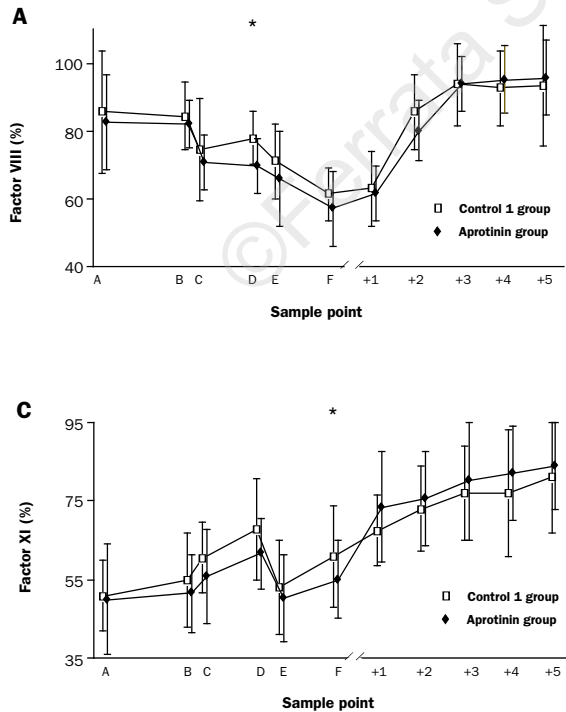 A
*
Factor VIII (%)
100
80
60
40
Control 1 group
Aprotinin group
A B C D E F +1 +2 +3 +4 +5
Sample point
©Ferrata S
C
*
Factor XI (%)
95
75
55
35
Control 1 group
Aprotinin group
A B C D E F +1 +2 +3 +4 +5
Sample point